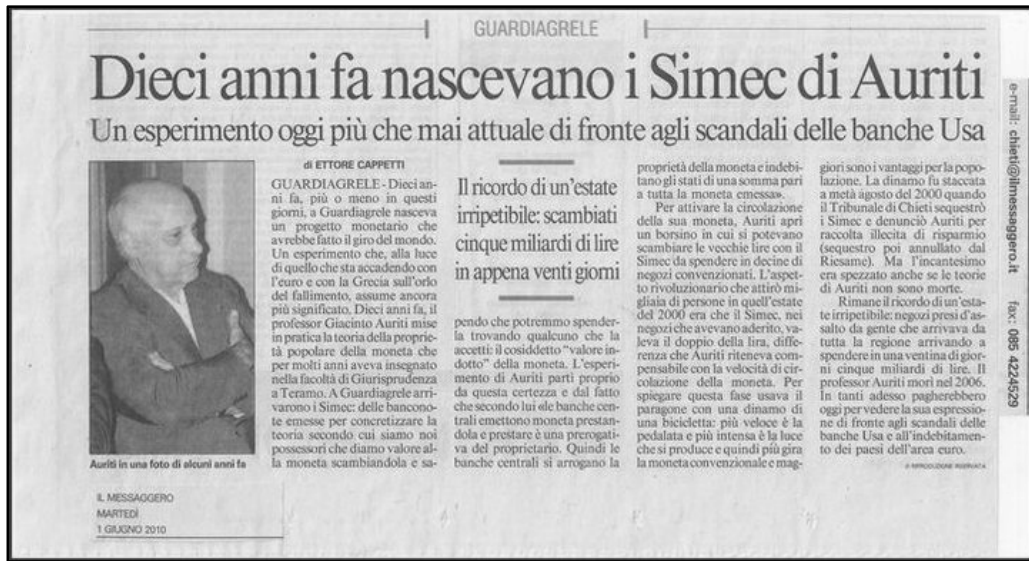 GUARDIAGRELE
Dieci anni fa nascevano i Simec di Auriti
Un esperimento oggi più che mai attuale di fronte agli scandali delle banche Usa
Auriti in una foto di alcuni anni fa
di ETTORE CAPPETTI
GUARDIAGRELE - Dieci an-
ni fa, più o meno in questi
giorni, a Guardiagrele nasceva
un progetto monetario che
avrebbe fatto il giro del mondo.
Un esperimento che, alla luce
di quello che sta accadendo con
l'euro e con la Grecia sull'orlo
del fallimento, assume ancora
più significato. Dieci anni fa, il
professor Giacinto Auriti mise
in pratica la teoria della proprie-
tà popolare della moneta che
per molti anni aveva insegnato
nella facoltà di Giurisprudenza
a Teramo. A Guardiagrele arri-
varono i Simec: delle bancono-
te emesse per concretizzare la
teoria secondo cui siamo noi
possessori che diamo valore al-
la moneta scambiandola e sa-
Il ricordo di un'estate
irripetibile: scambiati
cinque miliardi di lire
in appena venti giorni
pendo che potremmo spender-
la trovando qualcuno che la
accetti: il cosiddetto “valore in-
dotto” della moneta. L'esperi-
mento di Auriti partì proprio
da questa certezza e dal fatto
che secondo lui «le banche cen-
trali emettono moneta prestan-
dola e prestare è una prerogati-
va del proprietario. Quindi le
banche centrali si arrogano la
proprietà della moneta e indebi-
tano gli stati di una somma pari
a tutta la moneta emessa».
Per attivare la circolazione
della sua moneta, Auriti aprì
un borsino in cui si potevano
scambiare le vecchie lire con il
Simec da spendere in decine di
negozi convenzionati. L'aspet-
to rivoluzionario che attirò mi-
gliaia di persone in quell'estate
del 2000 era che il Simec, nei
negozi che avevano aderito, va-
leva il doppio della lira, diffe-
renza che Auriti riteneva com-
pensabile con la velocità di cir-
colazione della moneta. Per
spiegare questa fase usava il
paragone con una dinamo di
una bicicletta: più veloce è la
pedalata e più intensa è la luce
che si produce e quindi più gira
la moneta convenzionale e mag-
giori sono i vantaggi per la popo-
lazione. La dinamo fu staccata
a metà agosto del 2000 quando
il Tribunale di Chieti sequestrò
i Simec e denunciò Auriti per
raccolta illecita di risparmio
(sequestro poi annullato dal
Riesame). Ma l'incantesimo
era spezzato anche se le teorie
di Auriti non sono morte.
Rimane il ricordo di un'esta-
te irripetibile: negozi presi d'as-
salto da gente che arrivava da
tutta la regione arrivando a
spendere in una ventina di gior-
ni cinque miliardi di lire. Il
professor Auriti morì nel 2006.
In tanti adesso pagherebbero
oggi per vedere la sua espressio-
ne di fronte agli scandali delle
banche Usa e all'indebitamen-
to dei paesi dell'area euro.
© RIPRODUZIONE RISERVATA
e-mail: chieti@ilmessaggero.it fax: 085 4224529
IL MESSAGGERO
MARTEDÌ
1 GIUGNO 2010